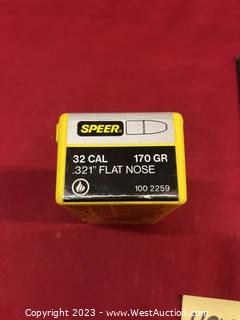 SPEER
32 CAL 170 GR
.321" FLAT NOSE
100 2259
Copyright 2023 - www.WestAuction.com